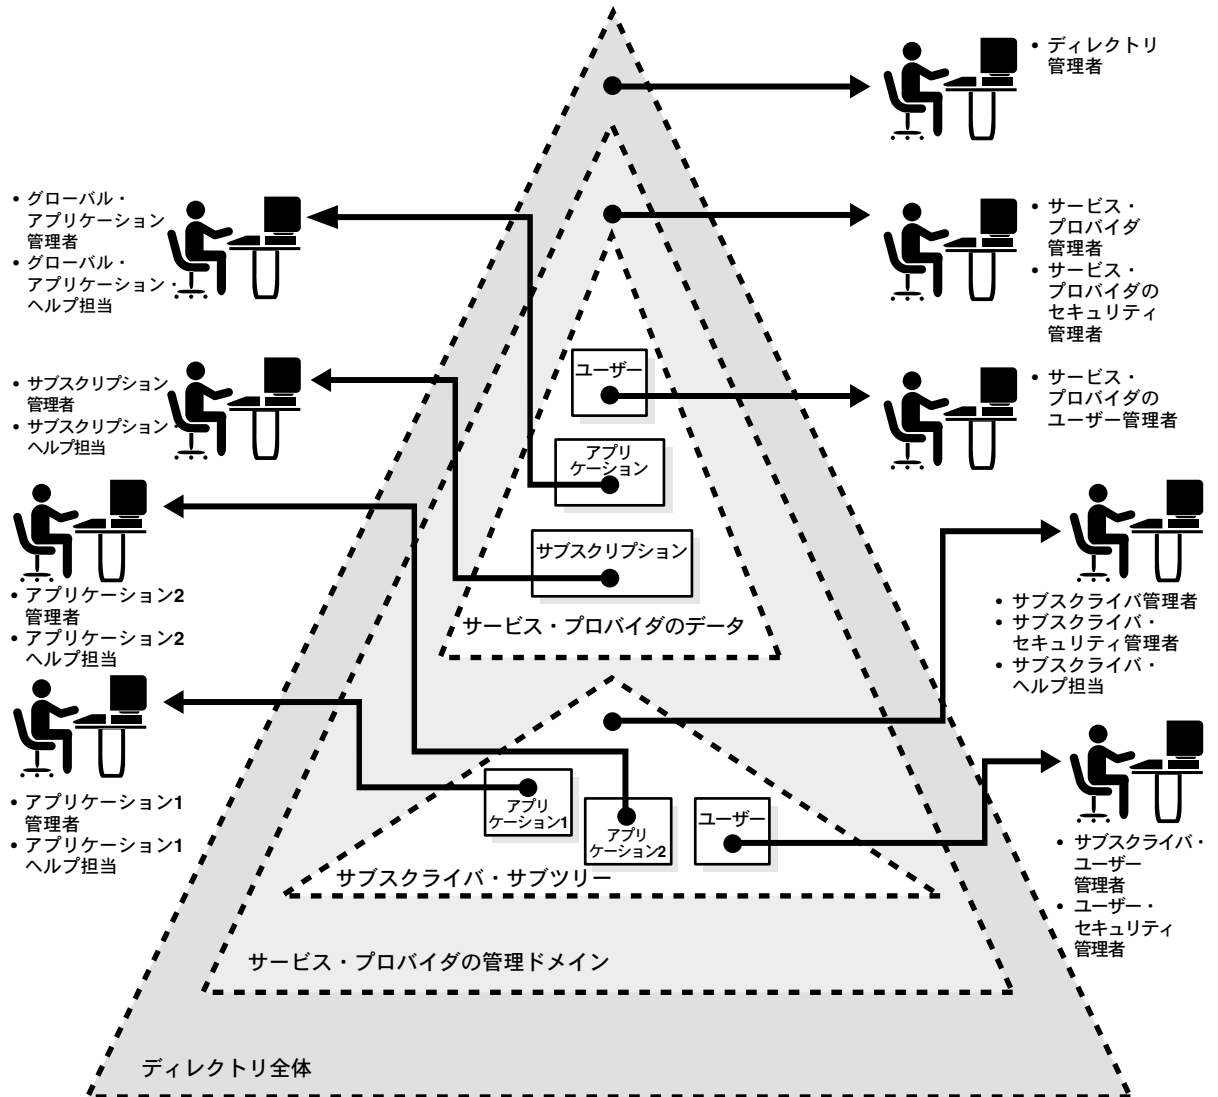 • ディレクトリ
管理者
• グローバル・
アプリケーション
管理者
• グローバル・
アプリケーション・
ヘルプ担当
• サービス・
プロバイダ
管理者
• サービス・
プロバイダの
セキュリティ
管理者
• サブスクリプション
管理者
• サブスクリプション・
ヘルプ担当
ユーザー
• サービス・
プロバイダの
ユーザー管理者
アプリ
ケーション
サブスクリプション
サービス・プロバイダのデータ
• アプリケーション2
管理者
• アプリケーション2
ヘルプ担当
• サブスクライバ管理者
• サブスクライバ・
セキュリティ管理者
• サブスクライバ・
ヘルプ担当
• アプリケーション1
管理者
• アプリケーション1
ヘルプ担当
アプリ
ケーション1
アプリ
ケーション2
ユーザー
サブスクライバ・サブツリー
• サブスクライバ・
ユーザー
管理者
• ユーザー・
セキュリティ
管理者
サービス・プロバイダの管理ドメイン
ディレクトリ全体